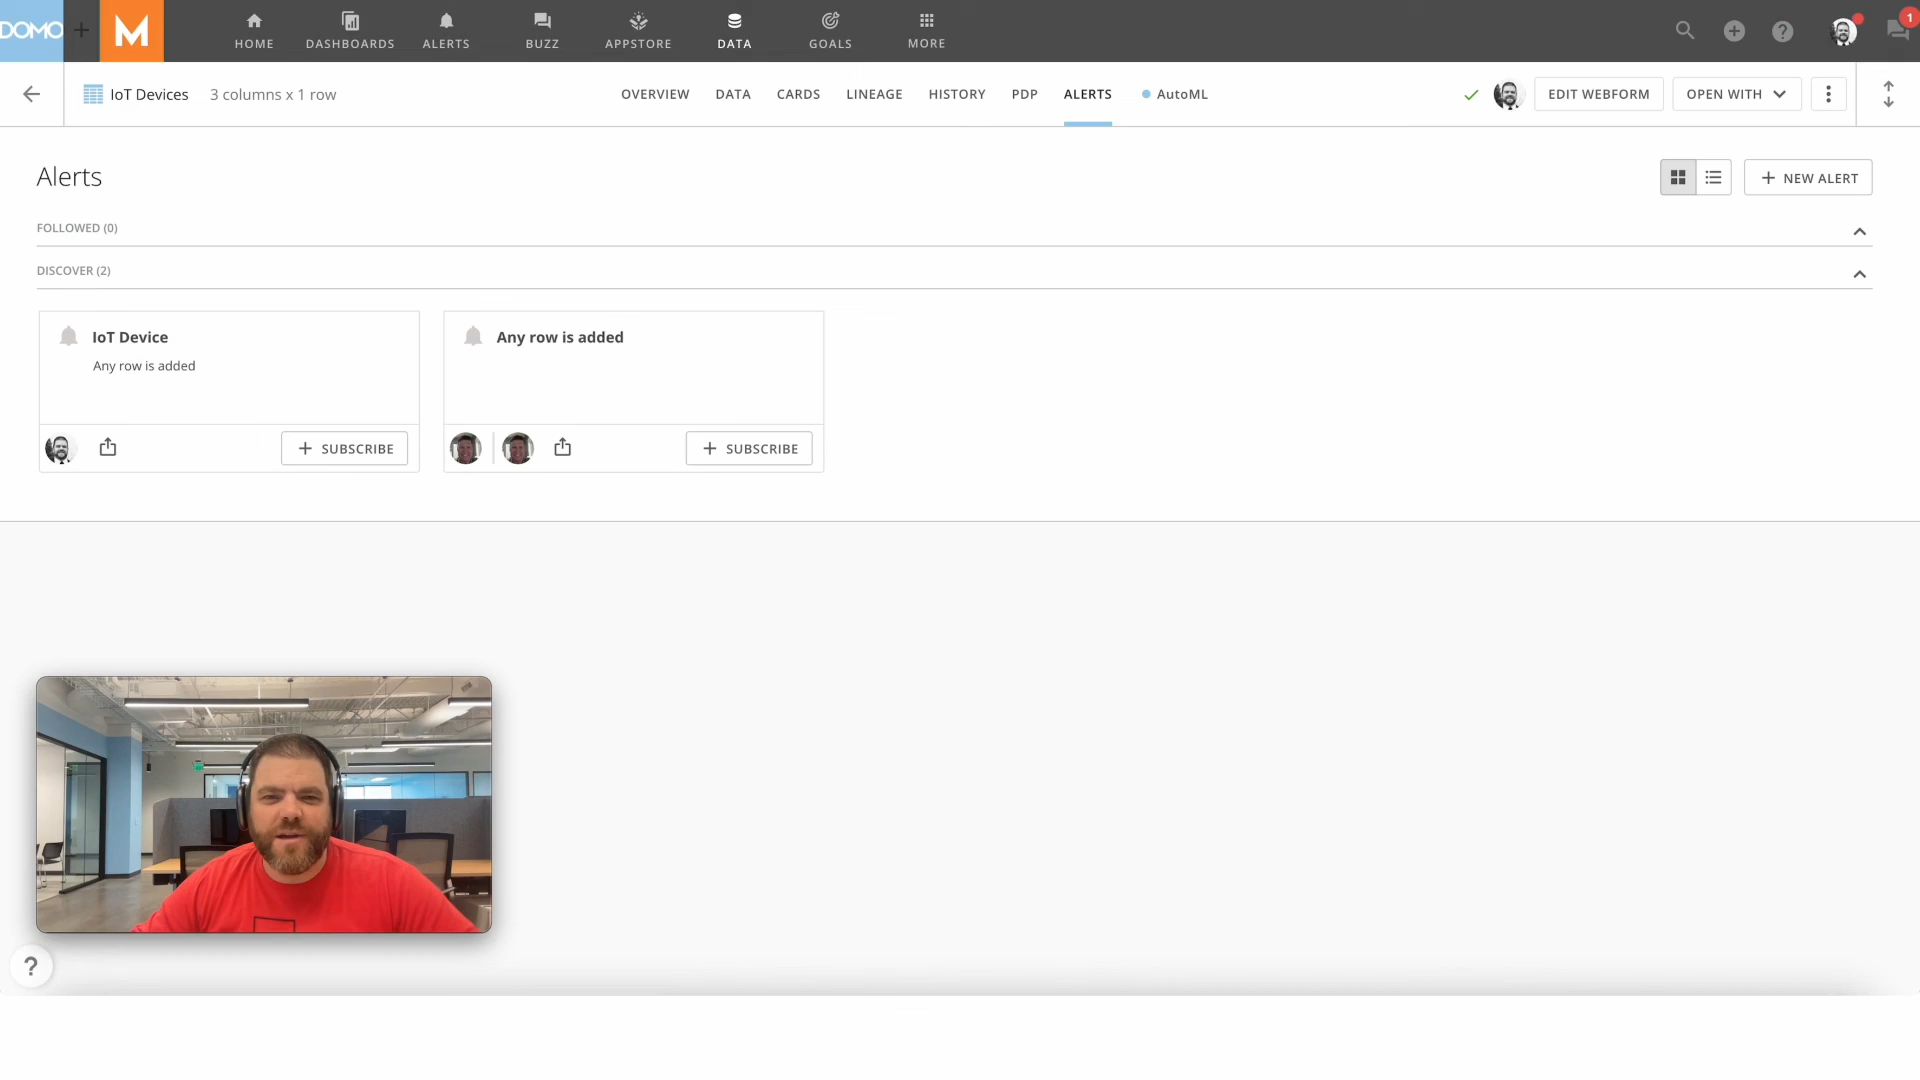 DOMO
M
HOME
DASHBOARDS
ALERTS
BUZZ
APPSTORE
DATA
GOALS
MORE
1
IoT Devices 3 columns x 1 row
OVERVIEW
DATA
CARDS
LINEAGE
HISTORY
PDP
ALERTS
AutoML
EDIT WEBFORM
OPEN WITH
Alerts
NEW ALERT
FOLLOWED (0)
DISCOVER (2)
IoT Device
Any row is added
SUBSCRIBE
Any row is added
SUBSCRIBE
?